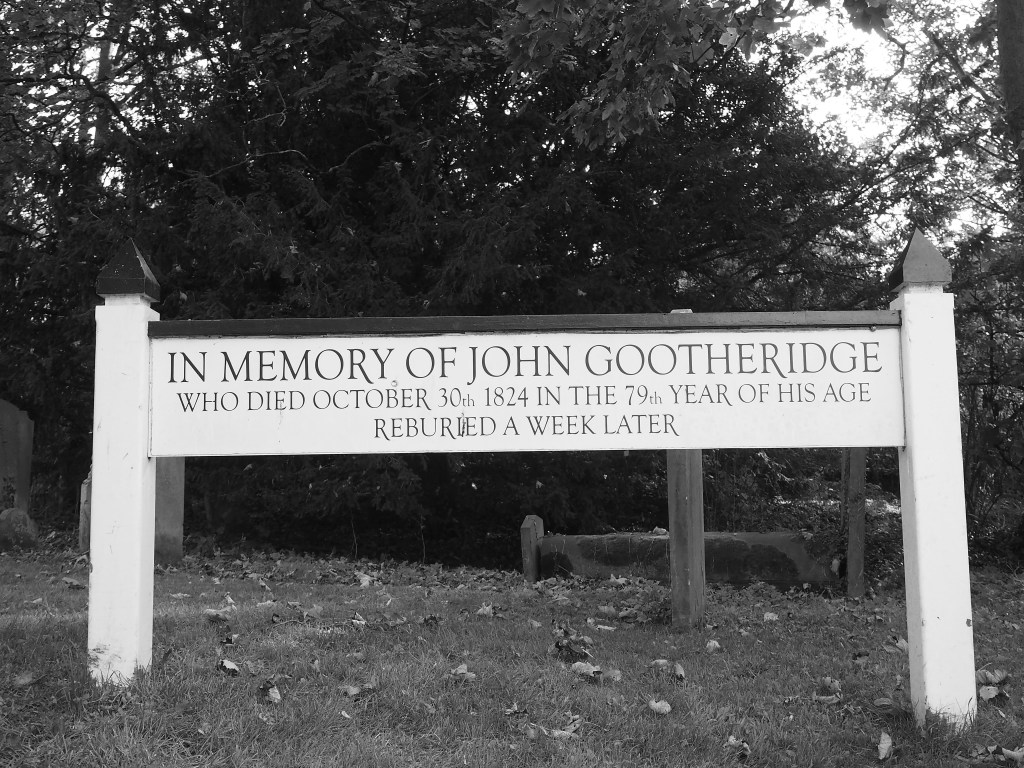 IN MEMORY OF JOHN GOOTHERIDGE
WHO DIED OCTOBER 30th 1824 IN THE 79th YEAR OF HIS AGE
REBURIED A WEEK LATER